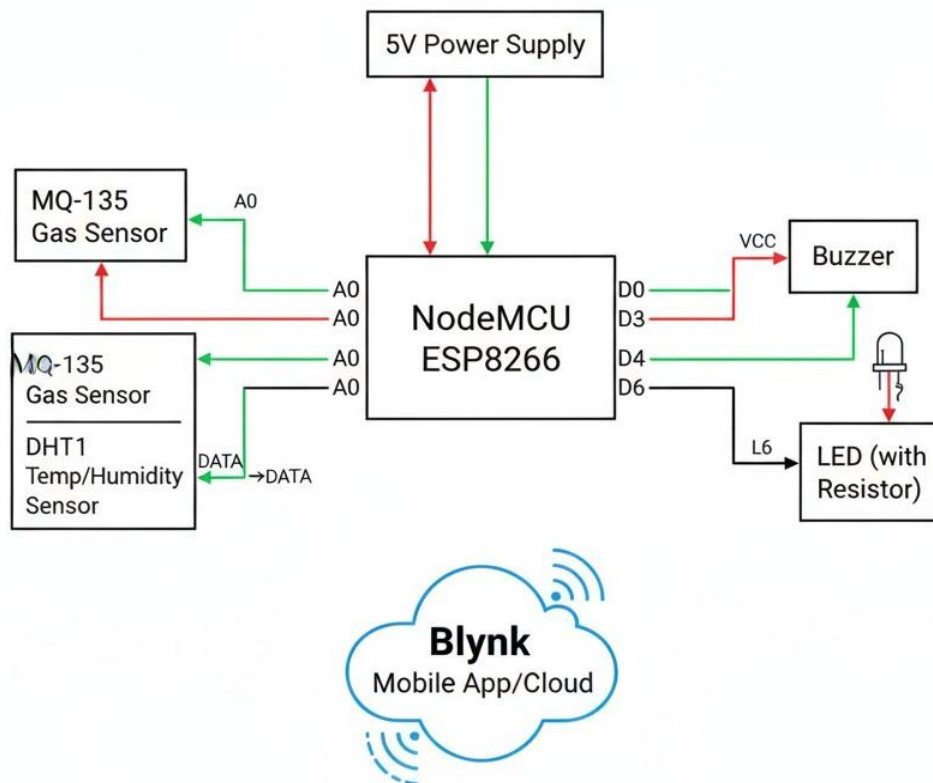 5V Power Supply
MQ-135
Gas Sensor
A0
A0
A0
A0
A0
MQ-135
Gas Sensor
DHT1
Temp/Humidity
Sensor
DATA
→DATA
NodeMCU
ESP8266
D0
D3
D4
D6
VCC
Buzzer
L6
LED (with
Resistor)
Blynk
Mobile App/Cloud